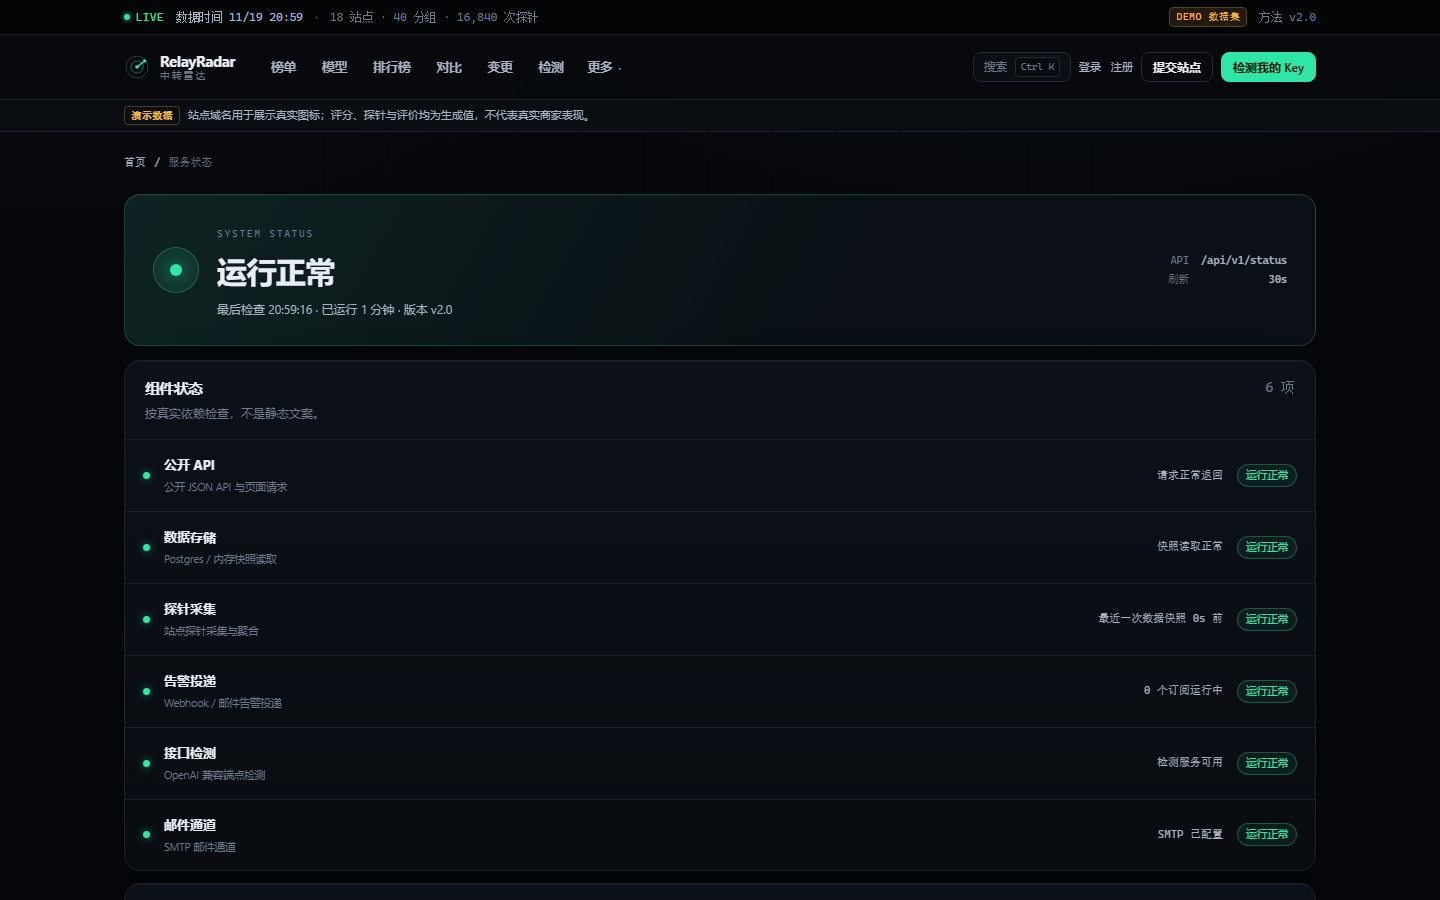 LIVE 数据时间 11/19 20:59 · 18 站点 · 40 分组 · 16,840 次探针
DEMO 数据集 方法 v2.0
RelayRadar
中转雷达
榜单 模型 排行榜 对比 变更 检测 更多
搜索 Ctrl K 登录 注册 提交站点 检测我的 Key
演示数据 站点域名用于展示真实图标；评分、探针与评价均为生成值，不代表真实商家表现。
首页 / 服务状态
SYSTEM STATUS
运行正常
最后检查 20:59:16 · 已运行 1 分钟 · 版本 v2.0
API /api/v1/status
刷新 30s
组件状态
6 项
按真实依赖检查，不是静态文案。
公开 API
公开 JSON API 与页面请求
请求正常返回 运行正常
数据存储
Postgres / 内存快照读取
快照读取正常 运行正常
探针采集
站点探针采集与聚合
最近一次数据快照 0s 前 运行正常
告警投递
Webhook / 邮件告警投递
0 个订阅运行中 运行正常
接口检测
OpenAI 兼容端点检测
检测服务可用 运行正常
邮件通道
SMTP 邮件通道
SMTP 已配置 运行正常